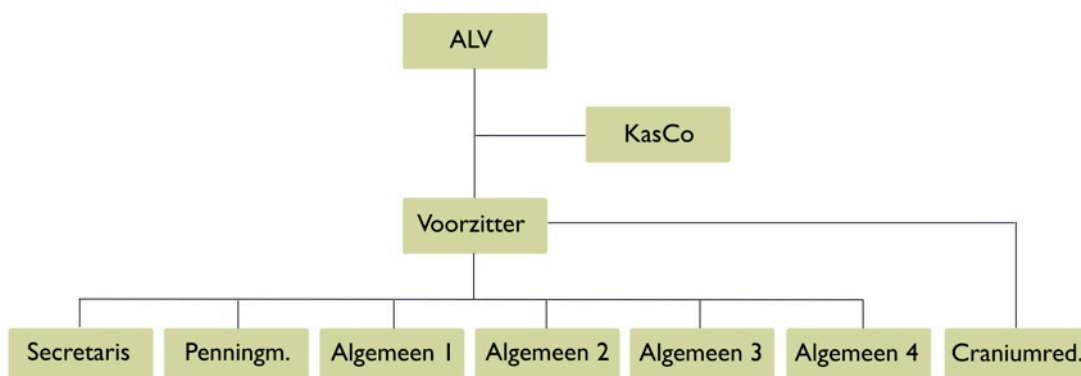 ALV
KasCo
Voorzitter
Secretaris
Penningm.
Algemeen 1
Algemeen 2
Algemeen 3
Algemeen 4
Craniumred.